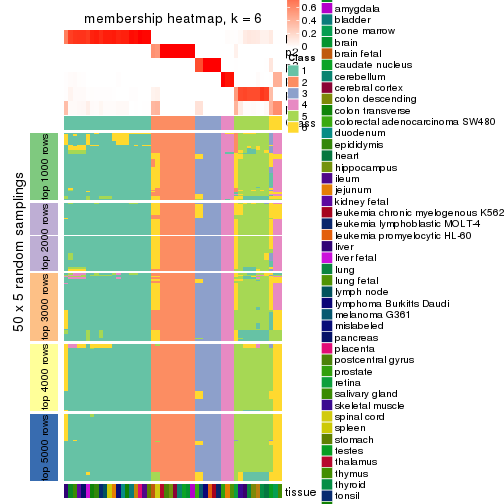 membership heatmap, k = 6
50 x 5 random samplings
top 1000 rows
top 2000 rows
top 3000 rows
top 4000 rows
top 5000 rows
0.6
0.4
0.2
0
Class
1
2
3
4
5
6
tissue
amygdala
bladder
bone marrow
brain
brain fetal
caudate nucleus
cerebellum
cerebral cortex
colon descending
colon transverse
colorectal adenocarcinoma SW480
duodenum
epididymis
heart
hippocampus
ileum
jejunum
kidney fetal
leukemia chronic myelogenous K562
leukemia lymphoblastic MOLT-4
leukemia promyelocytic HL-60
liver
liver fetal
lung
lung fetal
lymph node
lymphoma Burkitts Daudi
melanoma G361
mislabeled
pancreas
placenta
postcentral gyrus
prostate
retina
salivary gland
skeletal muscle
spinal cord
spleen
stomach
testes
thalamus
thymus
thyroid
tonsil